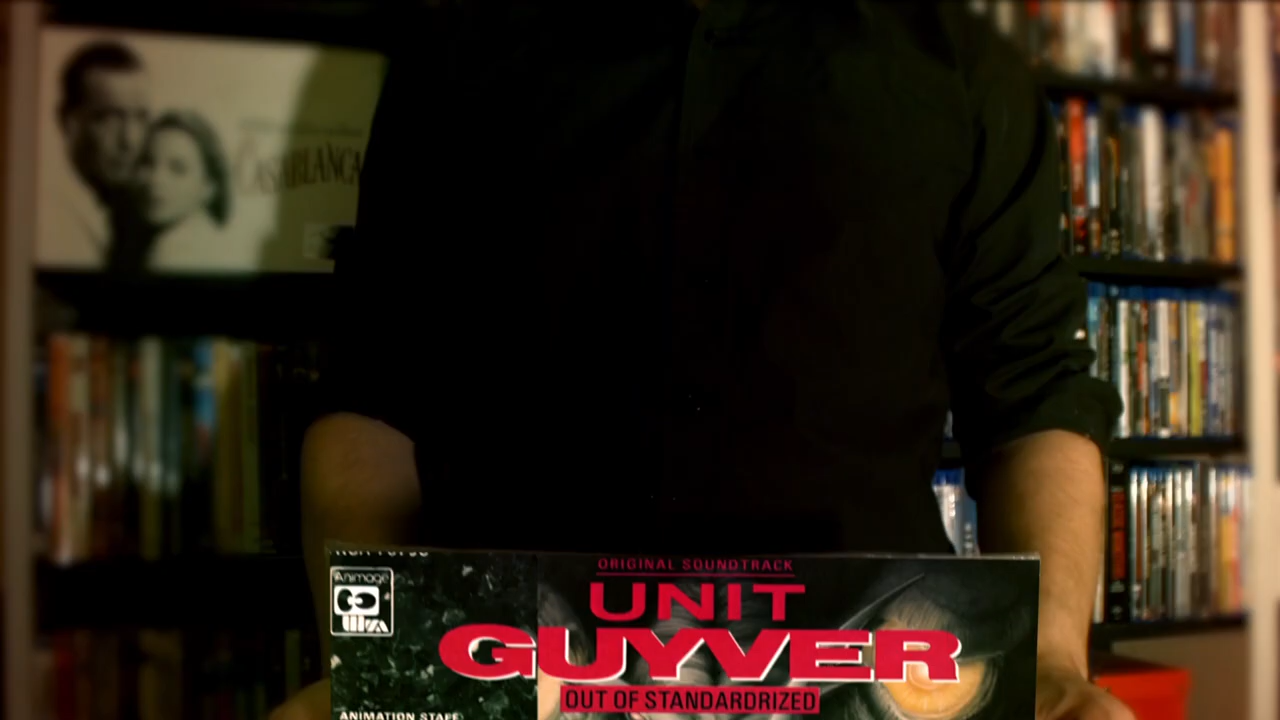 CASABLANCA
Animage
ORIGINAL SOUNDTRACK
UNIT
GUYVER
OUT OF STANDARDRIZED
ANIMATION STAFF